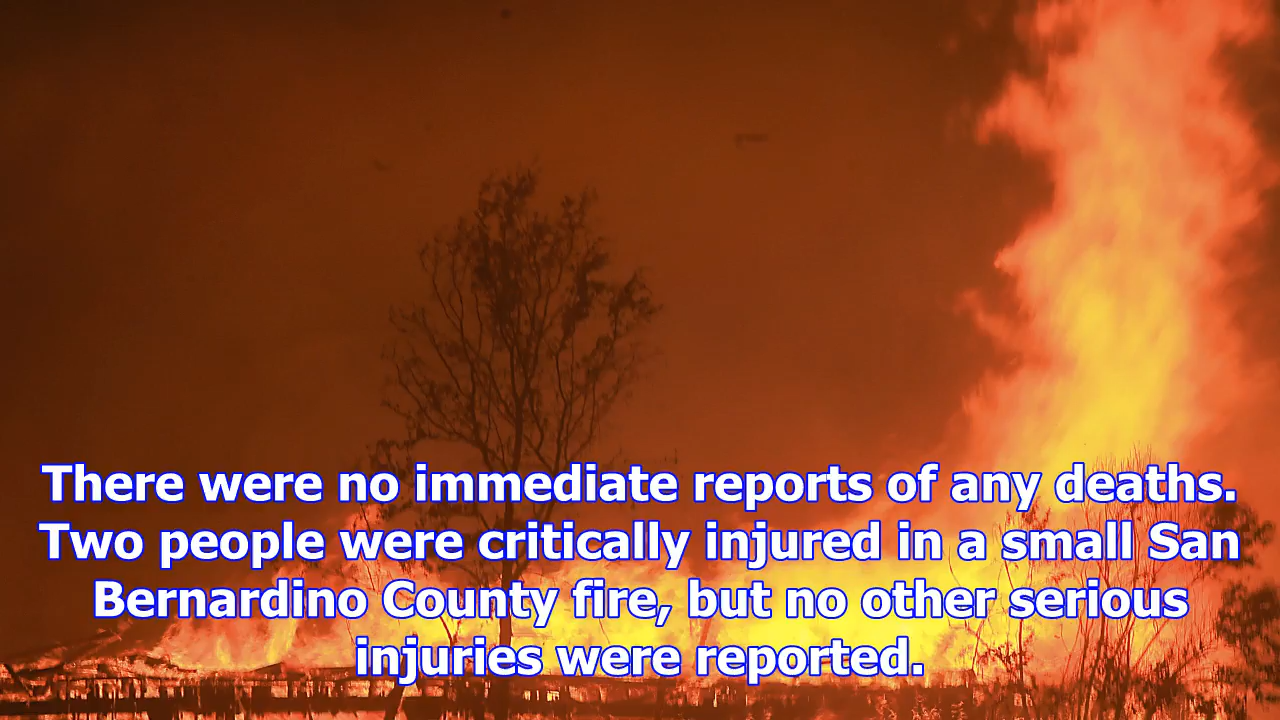 There were no immediate reports of any deaths.
Two people were critically injured in a small San
Bernardino County fire, but no other serious
injuries were reported.